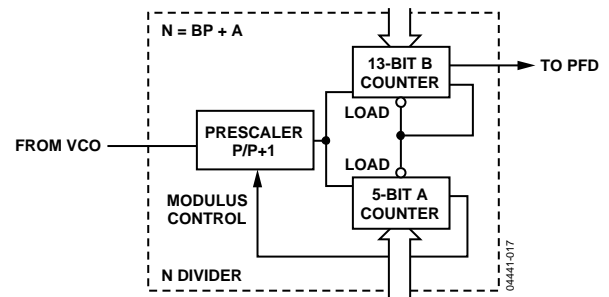 N = BP + A
13-BIT B
COUNTER
TO PFD
LOAD
PRESCALER
P/P+1
FROM VCO
LOAD
MODULUS
CONTROL
5-BIT A
COUNTER
N DIVIDER
04441-017